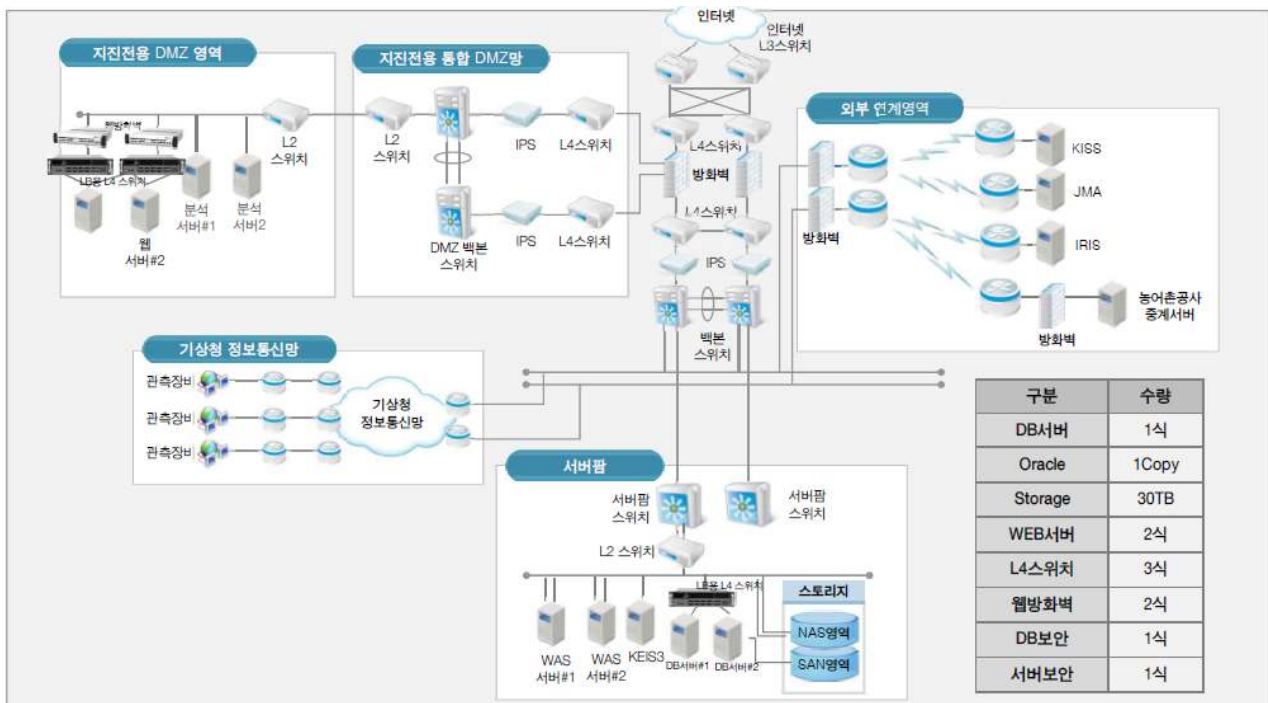 인터넷
인터넷
L3스위치
지진전용 DMZ 영역
지진전용 통합 DMZ망
외부 연계영역
웹방화벽
L2
스위치
L2
스위치
IPS
L4스위치
L4스위치
방화벽
L4스위치
KISS
JMA
IRIS
LB용 L4 스위치
분석
서버#1
분석
서버2
웹
서버#2
DMZ 백본
스위치
IPS
L4스위치
IPS
방화벽
농어촌공사
중계서버
방화벽
백본
스위치
기상청 정보통신망
관측장비
관측장비
관측장비
기상청
정보통신망
서버팜
서버팜
스위치
서버팜
스위치
L2 스위치
LB용 L4 스위치
스토리지
NAS영역
SAN영역
WAS
서버#1
WAS
서버#2
KEIS3
DB서버#1
DB서버#2
구분 수량
DB서버 1식
Oracle 1Copy
Storage 30TB
WEB서버 2식
L4스위치 3식
웹방화벽 2식
DB보안 1식
서버보안 1식